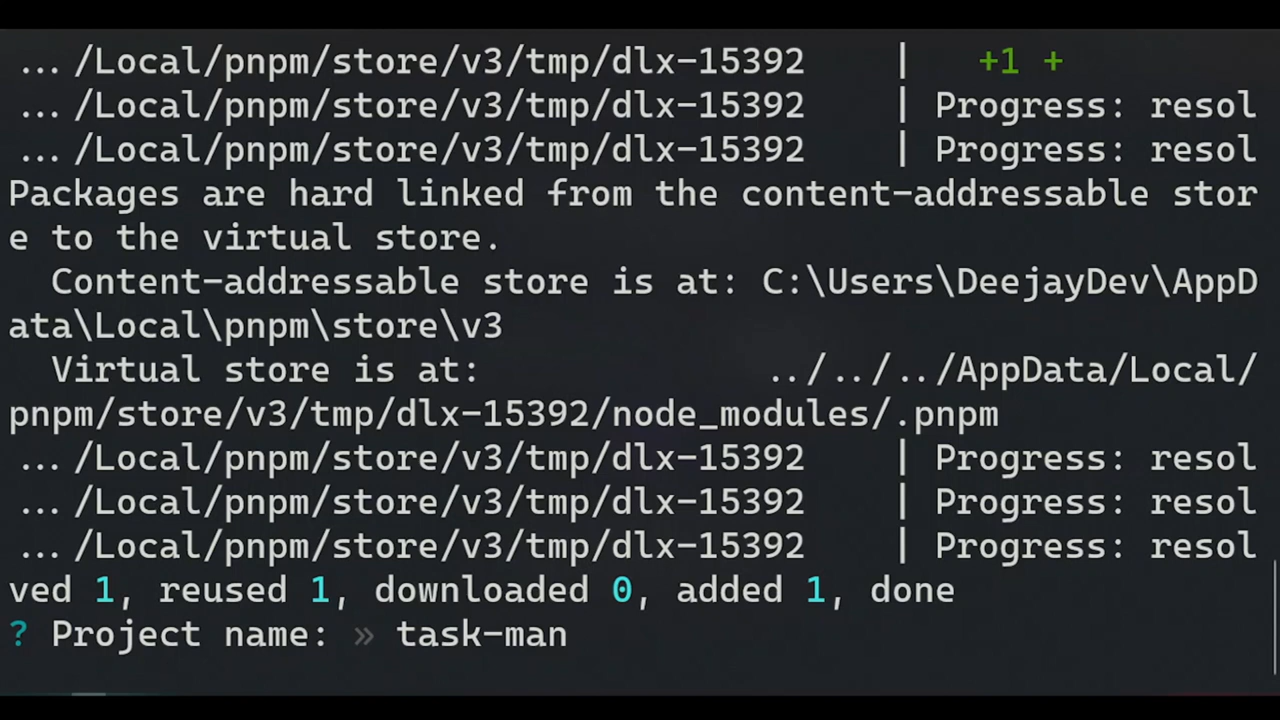 ... /Local/pnpm/store/v3/tmp/dlx-15392 | +1 +
... /Local/pnpm/store/v3/tmp/dlx-15392 | Progress: resol
... /Local/pnpm/store/v3/tmp/dlx-15392 | Progress: resol
Packages are hard linked from the content-addressable stor
e to the virtual store.
Content-addressable store is at: C:\Users\DeejayDev\AppD
ata\Local\pnpm\store\v3
Virtual store is at: ../../../AppData/Local/
pnpm/store/v3/tmp/dlx-15392/node_modules/.pnpm
... /Local/pnpm/store/v3/tmp/dlx-15392 | Progress: resol
... /Local/pnpm/store/v3/tmp/dlx-15392 | Progress: resol
... /Local/pnpm/store/v3/tmp/dlx-15392 | Progress: resol
ved 1, reused 1, downloaded 0, added 1, done
? Project name: » task-man